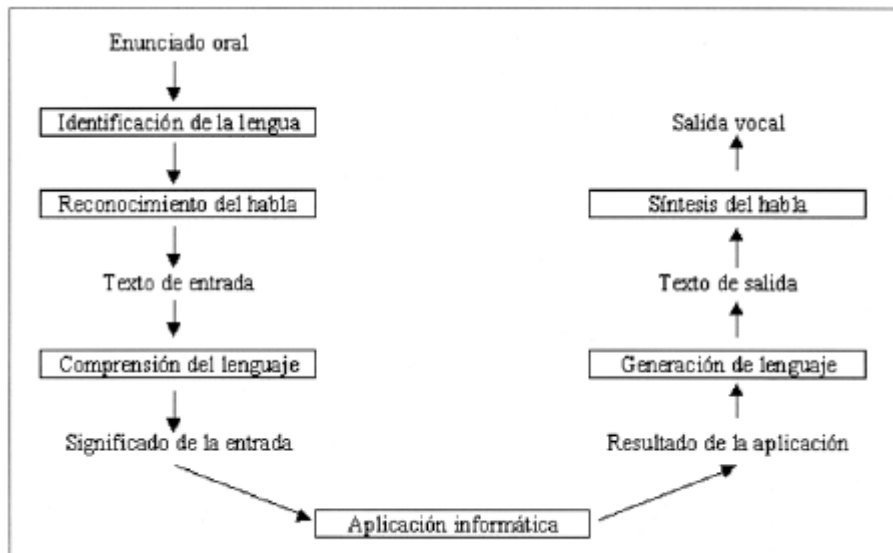 Enunciado oral
Identificación de la lengua
Reconocimiento del habla
Texto de entrada
Comprensión del lenguaje
Significado de la entrada
Aplicación informática
Resultado de la aplicación
Generación de lenguaje
Texto de salida
Síntesis del habla
Salida vocal